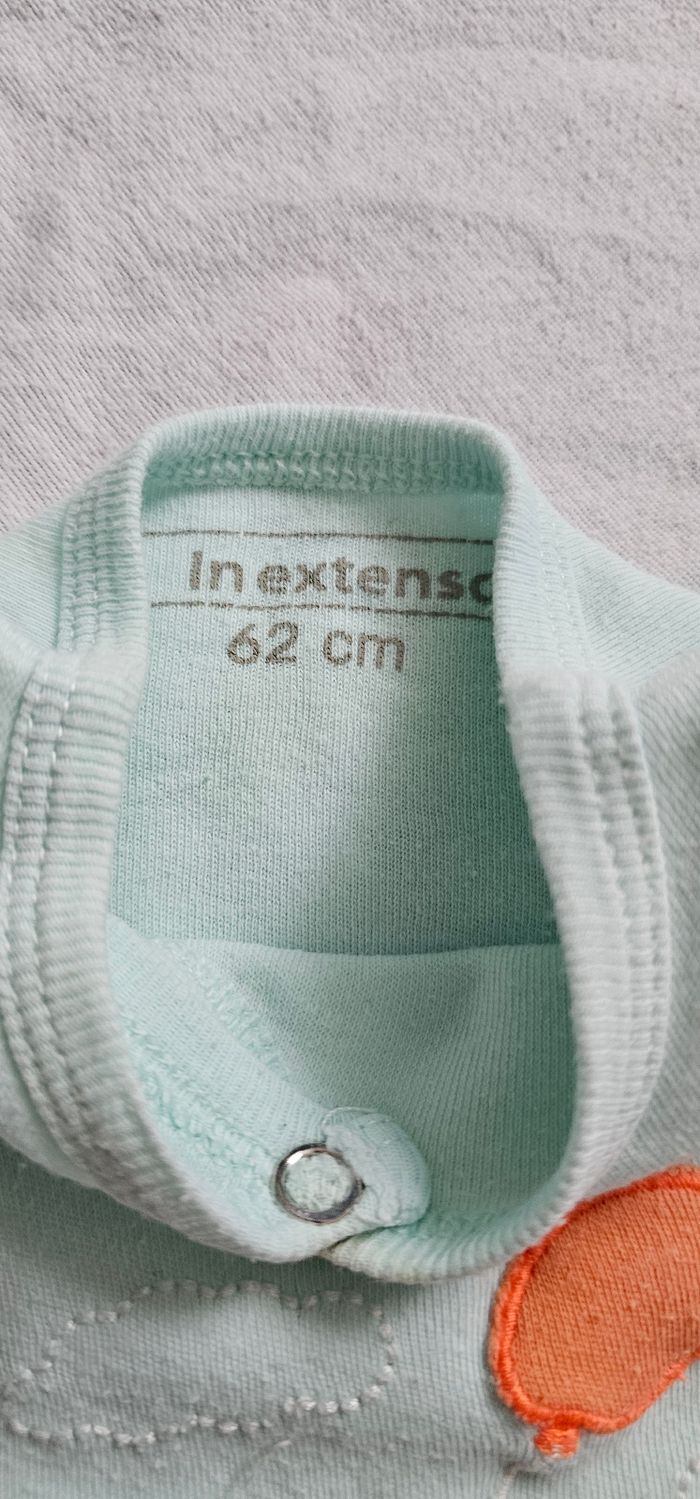 In extenso
62 cm